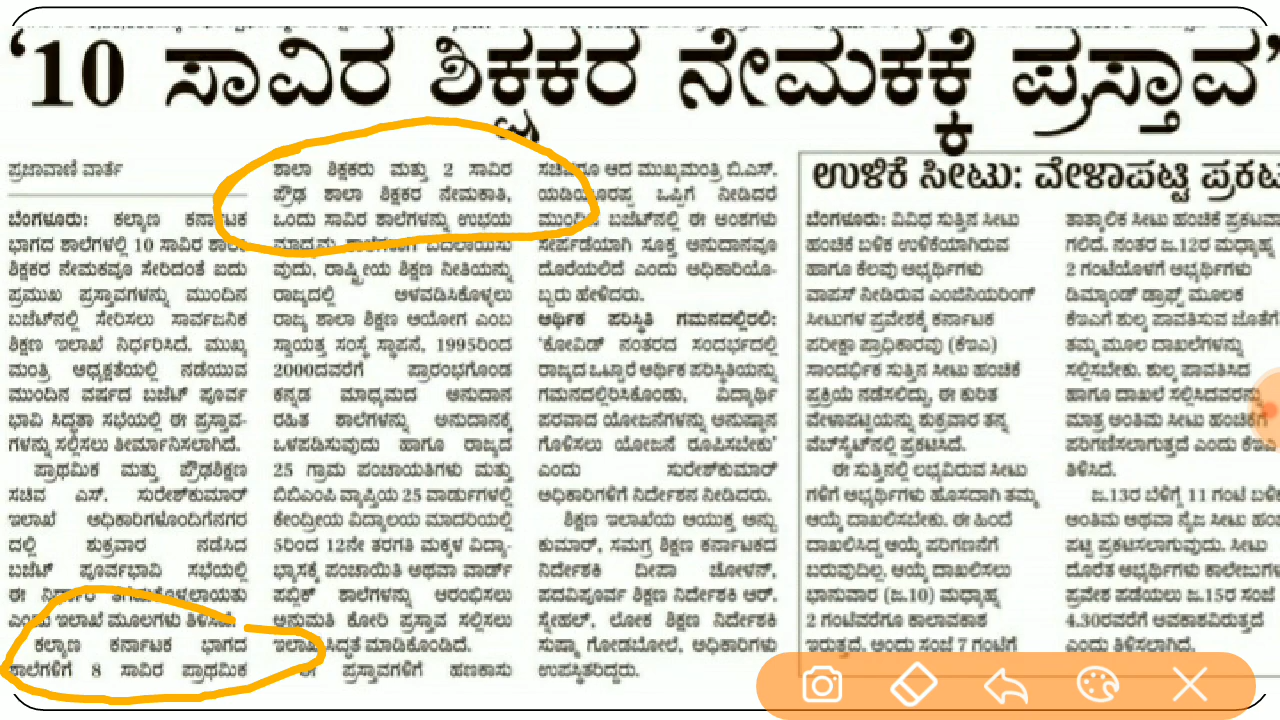 ‘10 ಸಾವಿರ ಶಿಕ್ಷಕರ ನೇಮಕಕ್ಕೆ ಪ್ರಸ್ತಾವ’
ಪ್ರಜಾವಾಣಿ ವಾರ್ತೆ
ಬೆಂಗಳೂರು: ಕಲ್ಯಾಣ ಕರ್ನಾಟಕ
ಭಾಗದ ಶಾಲೆಗಳಲ್ಲಿ 10 ಸಾವಿರ ಶಾಲಾ
ಶಿಕ್ಷಕರ ನೇಮಕವೂ ಸೇರಿದಂತೆ ಐದು
ಪ್ರಮುಖ ಪ್ರಸ್ತಾವಗಳನ್ನು ಮುಂದಿನ
ಬಜೆಟ್‌ನಲ್ಲಿ ಸೇರಿಸಲು ಸಾರ್ವಜನಿಕ
ಶಿಕ್ಷಣ ಇಲಾಖೆ ನಿರ್ಧರಿಸಿದೆ. ಮುಖ್ಯ
ಮಂತ್ರಿ ಅಧ್ಯಕ್ಷತೆಯಲ್ಲಿ ನಡೆಯುವ
ಮುಂದಿನ ವರ್ಷದ ಬಜೆಟ್ ಪೂರ್ವ
ಭಾವಿ ಸಿದ್ಧತಾ ಸಭೆಯಲ್ಲಿ ಈ ಪ್ರಸ್ತಾವ-
ಗಳನ್ನು ಸಲ್ಲಿಸಲು ತೀರ್ಮಾನಿಸಲಾಗಿದೆ.
ಪ್ರಾಥಮಿಕ ಮತ್ತು ಪ್ರೌಢಶಿಕ್ಷಣ
ಸಚಿವ ಎಸ್. ಸುರೇಶ್‌ಕುಮಾರ್
ಇಲಾಖೆ ಅಧಿಕಾರಿಗಳೊಂದಿಗೆನಗರ
ದಲ್ಲಿ ಶುಕ್ರವಾರ ನಡೆಸಿದ
ಬಜೆಟ್ ಪೂರ್ವಭಾವಿ ಸಭೆಯಲ್ಲಿ
ಈ ನಿರ್ಧಾರ ತೆಗೆದುಕೊಳ್ಳಲಾಯಿತು
ಎಂದು ಇಲಾಖೆ ಮೂಲಗಳು ತಿಳಿಸಿವೆ.
ಕಲ್ಯಾಣ ಕರ್ನಾಟಕ ಭಾಗದ
ಶಾಲೆಗಳಿಗೆ 8 ಸಾವಿರ ಪ್ರಾಥಮಿಕ
ಶಾಲಾ ಶಿಕ್ಷಕರು ಮತ್ತು 2 ಸಾವಿರ
ಪ್ರೌಢ ಶಾಲಾ ಶಿಕ್ಷಕರ ನೇಮಕಾತಿ,
ಒಂದು ಸಾವಿರ ಶಾಲೆಗಳನ್ನು ಉಭಯ
ಮಾಧ್ಯಮ ಶಾಲೆಗಳಾಗಿ ಬದಲಾಯಿಸು
ವುದು, ರಾಷ್ಟ್ರೀಯ ಶಿಕ್ಷಣ ನೀತಿಯನ್ನು
ರಾಜ್ಯದಲ್ಲಿ ಅಳವಡಿಸಿಕೊಳ್ಳಲು
ರಾಜ್ಯ ಶಾಲಾ ಶಿಕ್ಷಣ ಆಯೋಗ ಎಂಬ
ಸ್ವಾಯತ್ತ ಸಂಸ್ಥೆ ಸ್ಥಾಪನೆ, 1995ರಿಂದ
2000ದವರೆಗೆ ಪ್ರಾರಂಭಗೊಂಡ
ಕನ್ನಡ ಮಾಧ್ಯಮದ ಅನುದಾನ
ರಹಿತ ಶಾಲೆಗಳನ್ನು ಅನುದಾನಕ್ಕೆ
ಒಳಪಡಿಸುವುದು ಹಾಗೂ ರಾಜ್ಯದ
25 ಗ್ರಾಮ ಪಂಚಾಯತಿಗಳು ಮತ್ತು
ಬಿಬಿಎಂಪಿ ವ್ಯಾಪ್ತಿಯ 25 ವಾರ್ಡುಗಳಲ್ಲಿ
ಕೇಂದ್ರೀಯ ವಿದ್ಯಾಲಯ ಮಾದರಿಯಲ್ಲಿ
5ರಿಂದ 12ನೇ ತರಗತಿ ಮಕ್ಕಳ ವಿದ್ಯಾ-
ಭ್ಯಾಸಕ್ಕೆ ಪಂಚಾಯಿತಿ ಅಥವಾ ವಾರ್ಡ್
ಪಬ್ಲಿಕ್ ಶಾಲೆಗಳನ್ನು ಆರಂಭಿಸಲು
ಅನುಮತಿ ಕೋರಿ ಪ್ರಸ್ತಾವ ಸಲ್ಲಿಸಲು
ಇಲಾಖೆ ಸಿದ್ಧತೆ ಮಾಡಿಕೊಂಡಿದೆ.
ಈ ಪ್ರಸ್ತಾವಗಳಿಗೆ ಹಣಕಾಸು
ಸಚಿವರೂ ಆದ ಮುಖ್ಯಮಂತ್ರಿ ಬಿ.ಎಸ್.
ಯಡಿಯೂರಪ್ಪ ಒಪ್ಪಿಗೆ ನೀಡಿದರೆ
ಮುಂದಿನ ಬಜೆಟ್‌ನಲ್ಲಿ ಈ ಅಂಶಗಳು
ಸೇರ್ಪಡೆಯಾಗಿ ಸೂಕ್ತ ಅನುದಾನವೂ
ದೊರೆಯಲಿದೆ ಎಂದು ಅಧಿಕಾರಿಯೊ-
ಬ್ಬರು ಹೇಳಿದರು.
ಆರ್ಥಿಕ ಪರಿಸ್ಥಿತಿ ಗಮನದಲ್ಲಿರಲಿ:
‘ಕೋವಿಡ್ ನಂತರದ ಸಂದರ್ಭದಲ್ಲಿ
ರಾಜ್ಯದ ಒಟ್ಟಾರೆ ಆರ್ಥಿಕ ಪರಿಸ್ಥಿತಿಯನ್ನು
ಗಮನದಲ್ಲಿರಿಸಿಕೊಂಡು, ವಿದ್ಯಾರ್ಥಿ
ಪರವಾದ ಯೋಜನೆಗಳನ್ನು ಅನುಷ್ಠಾನ
ಗೊಳಿಸಲು ಯೋಜನೆ ರೂಪಿಸಬೇಕು’
ಎಂದು ಸುರೇಶ್‌ಕುಮಾರ್
ಅಧಿಕಾರಿಗಳಿಗೆ ನಿರ್ದೇಶನ ನೀಡಿದರು.
ಶಿಕ್ಷಣ ಇಲಾಖೆಯ ಆಯುಕ್ತ ಅನ್ಬು
ಕುಮಾರ್, ಸಮಗ್ರ ಶಿಕ್ಷಣ ಕರ್ನಾಟಕದ
ನಿರ್ದೇಶಕಿ ದೀಪಾ ಚೋಳನ್,
ಪದವಿಪೂರ್ವ ಶಿಕ್ಷಣ ನಿರ್ದೇಶಕಿ ಆರ್.
ಸ್ನೇಹಲ್, ಲೋಕ ಶಿಕ್ಷಣ ನಿರ್ದೇಶಕಿ
ಸುಷ್ಮಾ ಗೋಡಬೋಲೆ, ಅಧಿಕಾರಿಗಳು
ಉಪಸ್ಥಿತರಿದ್ದರು.
ಉಳಿಕೆ ಸೀಟು: ವೇಳಾಪಟ್ಟಿ ಪ್ರಕಟ
ಬೆಂಗಳೂರು: ವಿವಿಧ ಸುತ್ತಿನ ಸೀಟು
ಹಂಚಿಕೆ ಬಳಿಕ ಉಳಿಕೆಯಾಗಿರುವ
ಹಾಗೂ ಕೆಲವು ಅಭ್ಯರ್ಥಿಗಳು
ವಾಪಸ್ ನೀಡಿರುವ ಎಂಜಿನಿಯರಿಂಗ್
ಸೀಟುಗಳ ಪ್ರವೇಶಕ್ಕೆ ಕರ್ನಾಟಕ
ಪರೀಕ್ಷಾ ಪ್ರಾಧಿಕಾರವು (ಕೆಇಎ)
ಸಾಂದರ್ಭಿಕ ಸುತ್ತಿನ ಸೀಟು ಹಂಚಿಕೆ
ಪ್ರಕ್ರಿಯೆ ನಡೆಸಲಿದ್ದು, ಈ ಕುರಿತ
ವೇಳಾಪಟ್ಟಿಯನ್ನು ಶುಕ್ರವಾರ ತನ್ನ
ವೆಬ್‌ಸೈಟ್‌ನಲ್ಲಿ ಪ್ರಕಟಿಸಿದೆ.
ಈ ಸುತ್ತಿನಲ್ಲಿ ಲಭ್ಯವಿರುವ ಸೀಟು
ಗಳಿಗೆ ಅಭ್ಯರ್ಥಿಗಳು ಹೊಸದಾಗಿ ತಮ್ಮ
ಆಯ್ಕೆ ದಾಖಲಿಸಬೇಕು. ಈ ಹಿಂದೆ
ದಾಖಲಿಸಿದ್ದ ಆಯ್ಕೆ ಪರಿಗಣನೆಗೆ
ಬರುವುದಿಲ್ಲ. ಆಯ್ಕೆ ದಾಖಲಿಸಲು
ಭಾನುವಾರ (ಜ.10) ಮಧ್ಯಾಹ್ನ
2 ಗಂಟೆವರೆಗೂ ಕಾಲಾವಕಾಶ
ಇರುತ್ತದೆ. ಅಂದು ಸಂಜೆ 7 ಗಂಟೆಗೆ
ತಾತ್ಕಾಲಿಕ ಸೀಟು ಹಂಚಿಕೆ ಪ್ರಕಟವಾ
ಗಲಿದೆ. ನಂತರ ಜ.12ರ ಮಧ್ಯಾಹ್ನ
2 ಗಂಟೆಯೊಳಗೆ ಅಭ್ಯರ್ಥಿಗಳು
ಡಿಮ್ಯಾಂಡ್ ಡ್ರಾಫ್ಟ್ ಮೂಲಕ
ಕೆಇಎಗೆ ಶುಲ್ಕ ಪಾವತಿಸುವ ಜೊತೆಗೆ
ತಮ್ಮ ಮೂಲ ದಾಖಲೆಗಳನ್ನು
ಸಲ್ಲಿಸಬೇಕು. ಶುಲ್ಕ ಪಾವತಿಸಿದ
ಹಾಗೂ ದಾಖಲೆ ಸಲ್ಲಿಸಿದವರನ್ನು
ಮಾತ್ರ ಅಂತಿಮ ಸೀಟು ಹಂಚಿಕೆಗೆ
ಪರಿಗಣಿಸಲಾಗುತ್ತದೆ ಎಂದು ಕೆಇಎ
ತಿಳಿಸಿದೆ.
ಜ.13ರ ಬೆಳಿಗ್ಗೆ 11 ಗಂಟೆ ಬಳಿ
ಅಂತಿಮ ಅಥವಾ ನೈಜ ಸೀಟು ಹಂ
ಪಟ್ಟಿ ಪ್ರಕಟಿಸಲಾಗುವುದು. ಸೀಟು
ದೊರೆತ ಅಭ್ಯರ್ಥಿಗಳು ಕಾಲೇಜುಗಳ
ಪ್ರವೇಶ ಪಡೆಯಲು ಜ.15ರ ಸಂಜೆ
4.30ರವರೆಗೆ ಅವಕಾಶವಿರುತ್ತದೆ
ಎಂದು ತಿಳಿಸಲಾಗಿದೆ.